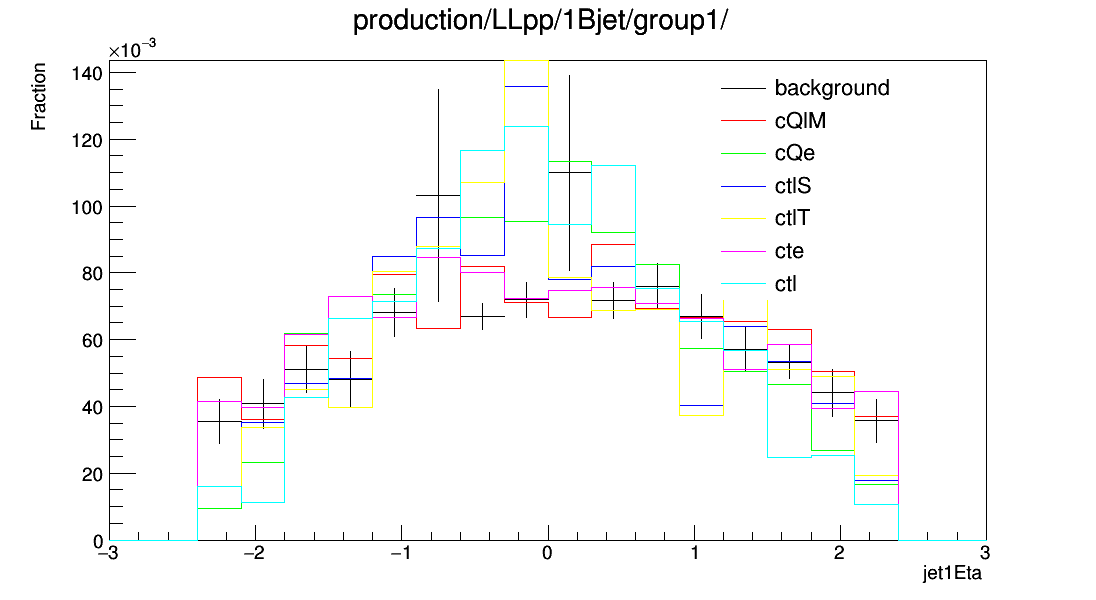 production/LLpp/1Bjet/group1/
×10⁻³
Fraction
140
120
100
80
60
40
20
0
background
cQlM
cQe
ctlS
ctlT
cte
ctl
−3 −2 −1 0 1 2 3
jet1Eta